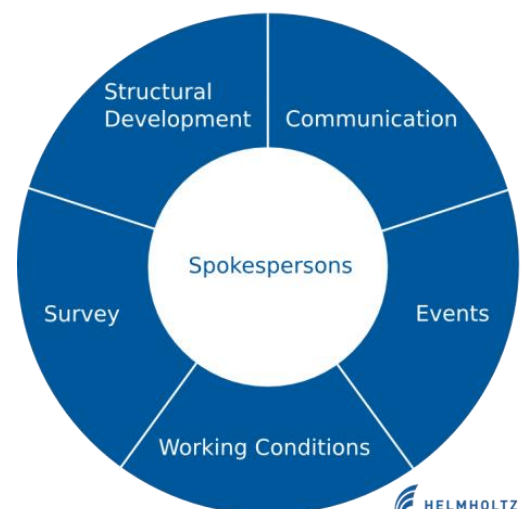 Structural
Development
Communication
Spokespersons
Survey
Events
Working Conditions
HELMHOLTZ